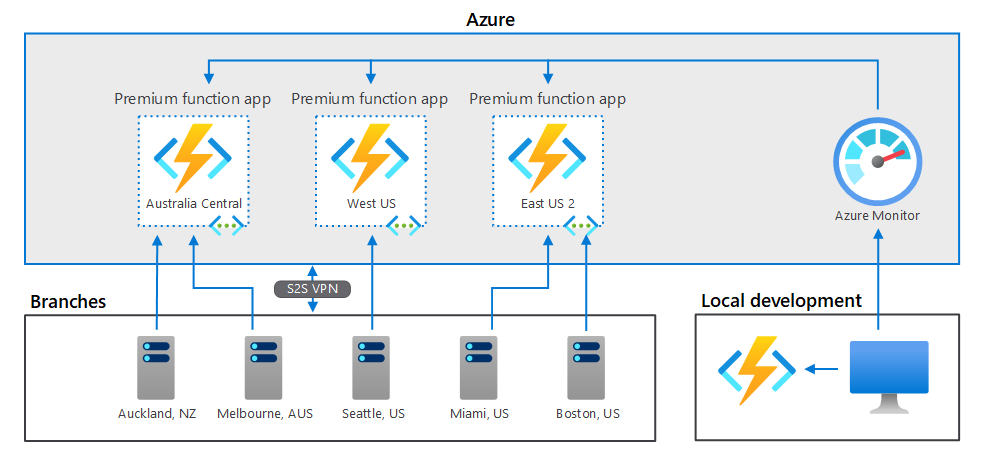 Azure
Premium function app
Premium function app
Premium function app
Australia Central
West US
East US 2
Azure Monitor
S2S VPN
Branches
Local development
Auckland, NZ
Melbourne, AUS
Seattle, US
Miami, US
Boston, US